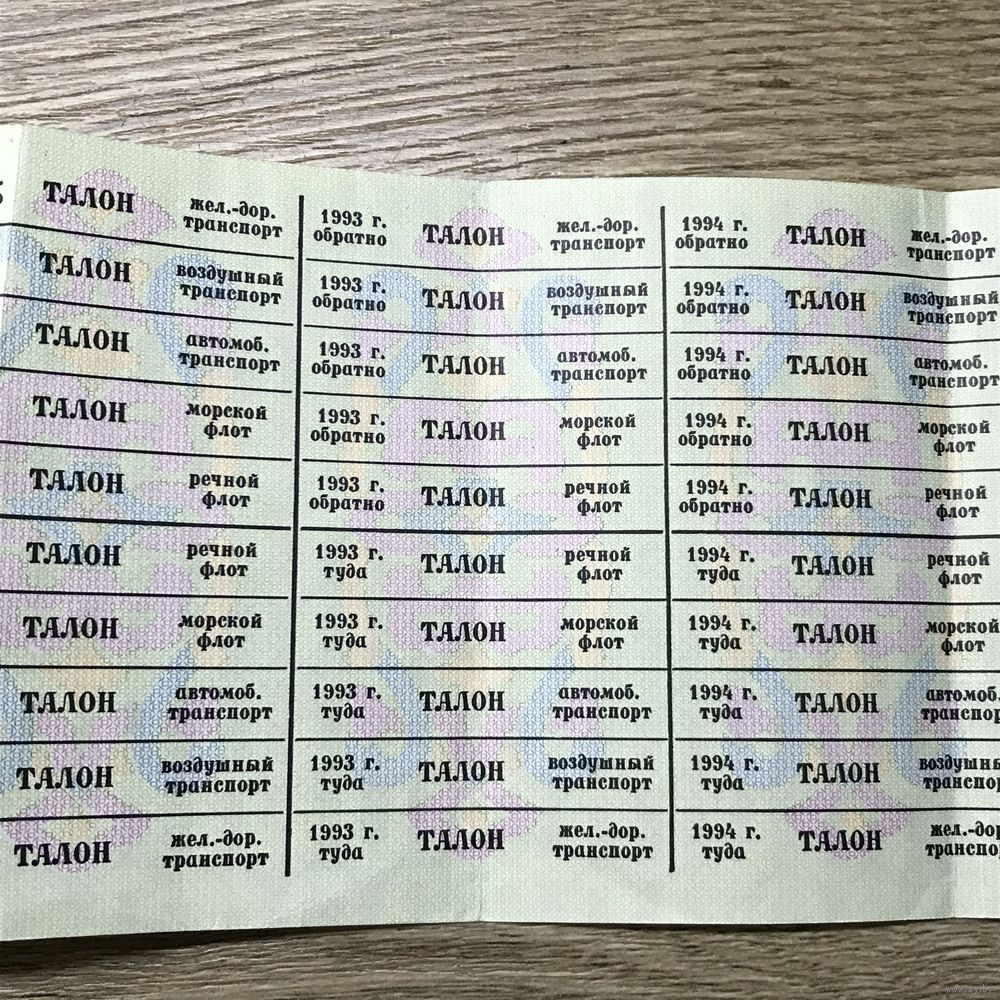 ТАЛОН жел.-дор. 1993 г. ТАЛОН жел.-дор. 1994 г. ТАЛОН жел.-дор.
транспорт обратно транспорт обратно транспорт
ТАЛОН воздушный 1993 г. ТАЛОН воздушный 1994 г. ТАЛОН воздушный
транспорт обратно транспорт обратно транспорт
ТАЛОН автомоб. 1993 г. ТАЛОН автомоб. 1994 г. ТАЛОН автомоб.
транспорт обратно транспорт обратно транспорт
ТАЛОН морской 1993 г. ТАЛОН морской 1994 г. ТАЛОН морской
флот обратно флот обратно флот
ТАЛОН речной 1993 г. ТАЛОН речной 1994 г. ТАЛОН речной
флот обратно флот обратно флот
ТАЛОН речной 1993 г. ТАЛОН речной 1994 г. ТАЛОН речной
флот туда флот туда флот
ТАЛОН морской 1993 г. ТАЛОН морской 1994 г. ТАЛОН морской
флот туда флот туда флот
ТАЛОН автомоб. 1993 г. ТАЛОН автомоб. 1994 г. ТАЛОН автомоб.
транспорт туда транспорт туда транспор
ТАЛОН воздушный 1993 г. ТАЛОН воздушный 1994 г. ТАЛОН воздушны
транспорт туда транспорт туда транспор
ТАЛОН жел.-дор. 1993 г. ТАЛОН жел.-дор. 1994 г. ТАЛОН жел.-до
транспорт туда транспорт туда транспо